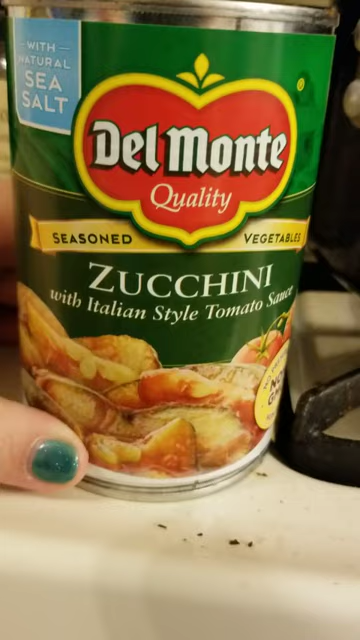 WITH
NATURAL
SEA
SALT
Del Monte
Quality
SEASONED VEGETABLES
ZUCCHINI
with Italian Style Tomato Sauce